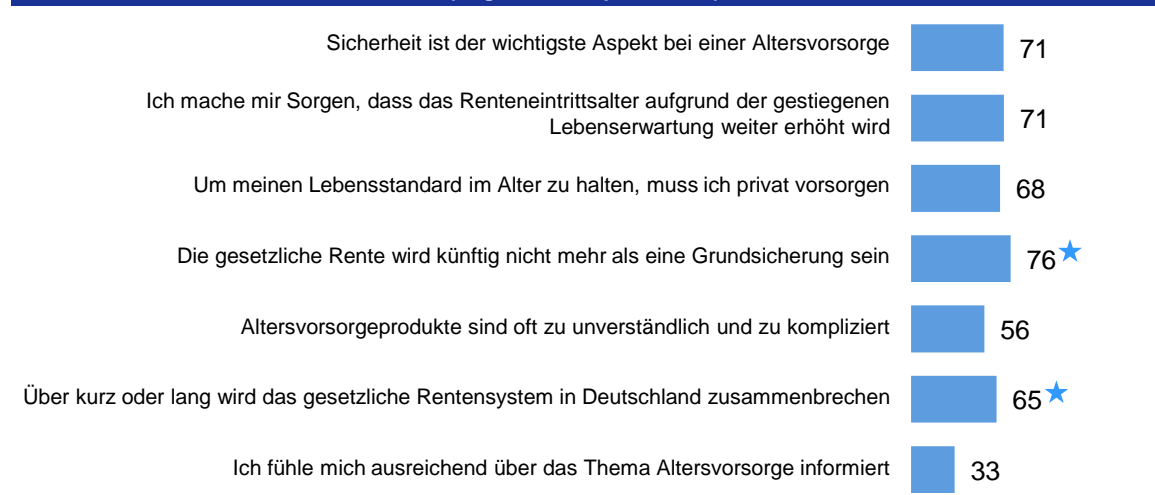 Sicherheit ist der wichtigste Aspekt bei einer Altersvorsorge 71
Ich mache mir Sorgen, dass das Renteneintrittsalter aufgrund der gestiegenen
Lebenserwartung weiter erhöht wird 71
Um meinen Lebensstandard im Alter zu halten, muss ich privat vorsorgen 68
Die gesetzliche Rente wird künftig nicht mehr als eine Grundsicherung sein 76
Altersvorsorgeprodukte sind oft zu unverständlich und zu kompliziert 56
Über kurz oder lang wird das gesetzliche Rentensystem in Deutschland zusammenbrechen 65
Ich fühle mich ausreichend über das Thema Altersvorsorge informiert 33